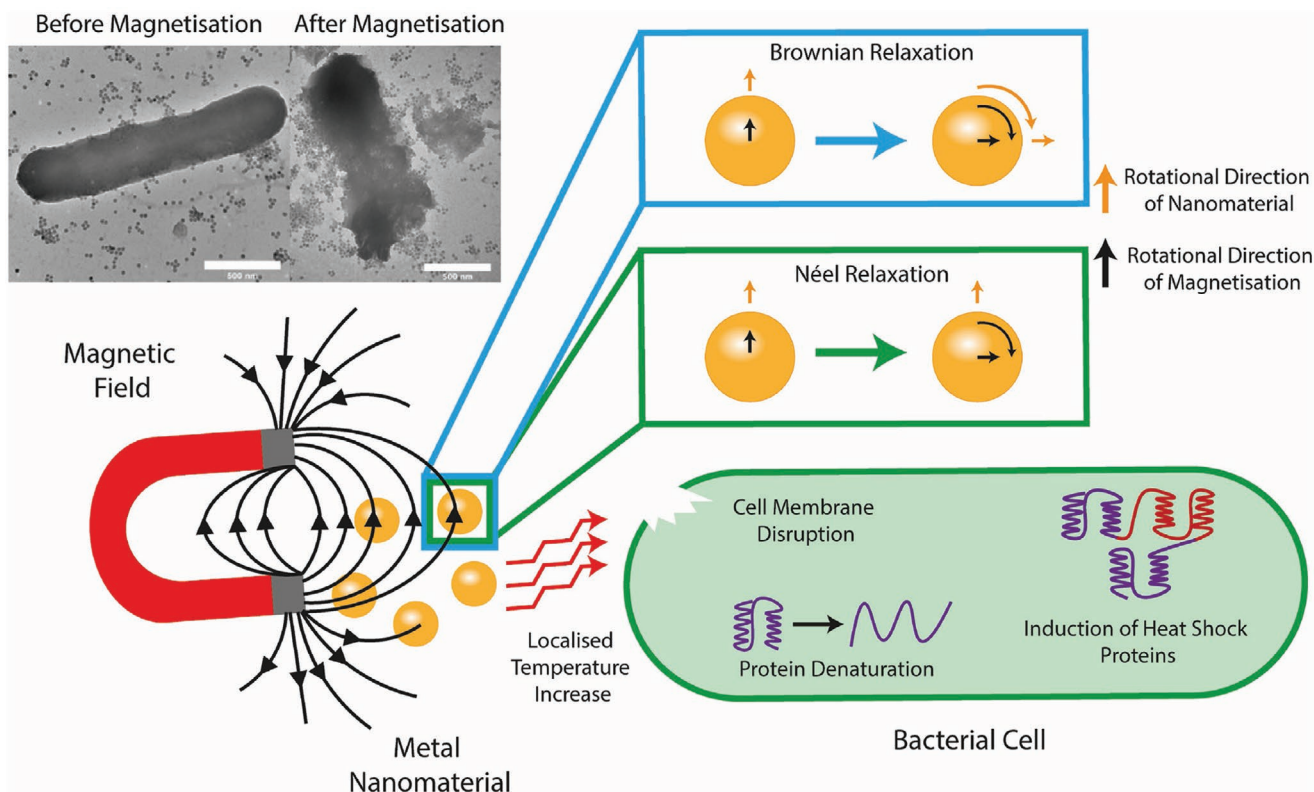 Before Magnetisation
After Magnetisation
500 nm
500 nm
Brownian Relaxation
Rotational Direction
of Nanomaterial
Rotational Direction
of Magnetisation
Néel Relaxation
Magnetic
Field
Localised
Temperature
Increase
Metal
Nanomaterial
Cell Membrane
Disruption
Protein Denaturation
Induction of Heat Shock
Proteins
Bacterial Cell